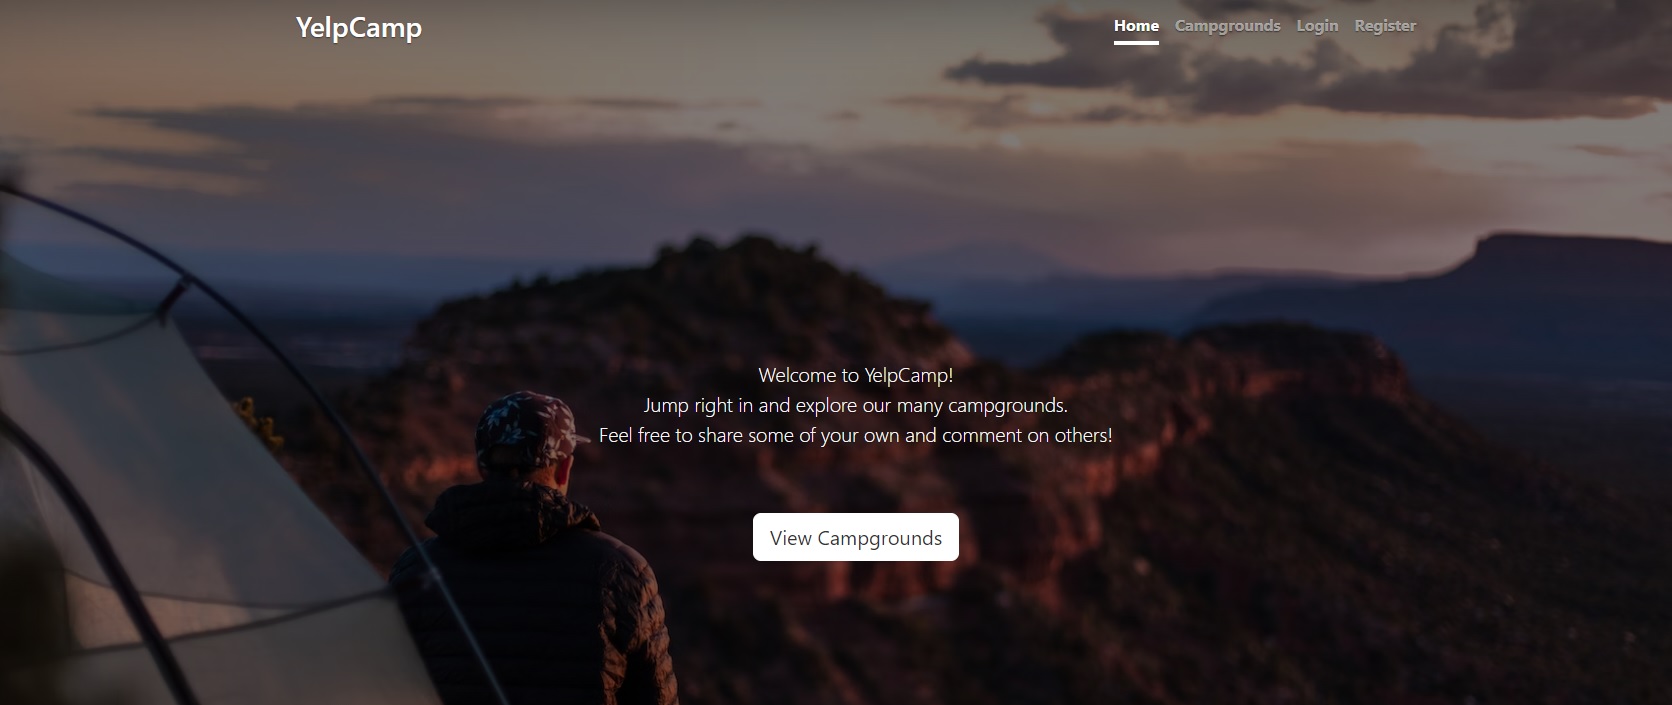 YelpCamp
Home Campgrounds Login Register
Welcome to YelpCamp!
Jump right in and explore our many campgrounds.
Feel free to share some of your own and comment on others!
View Campgrounds